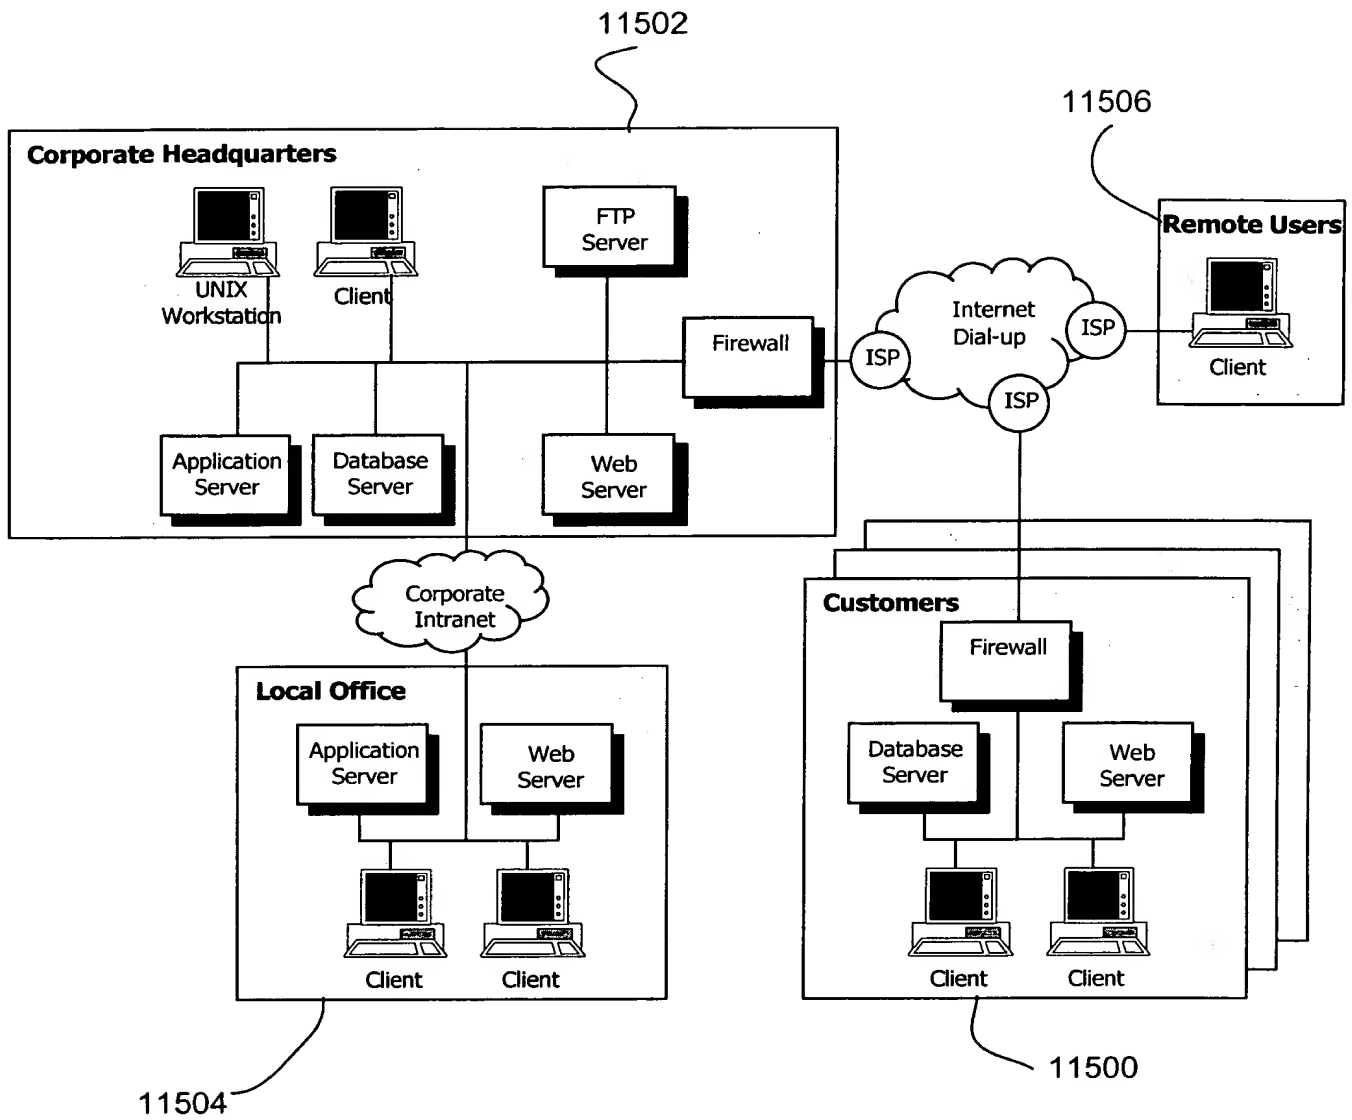 11502
11506
Corporate Headquarters
Remote Users
FTP
Server
UNIX
Workstation
Client
Internet
Dial-up
ISP
Firewall
ISP
ISP
Client
Application
Server
Database
Server
Web
Server
Corporate
Intranet
Customers
Firewall
Local Office
Application
Server
Web
Server
Database
Server
Web
Server
Client
Client
Client
Client
11500
11504